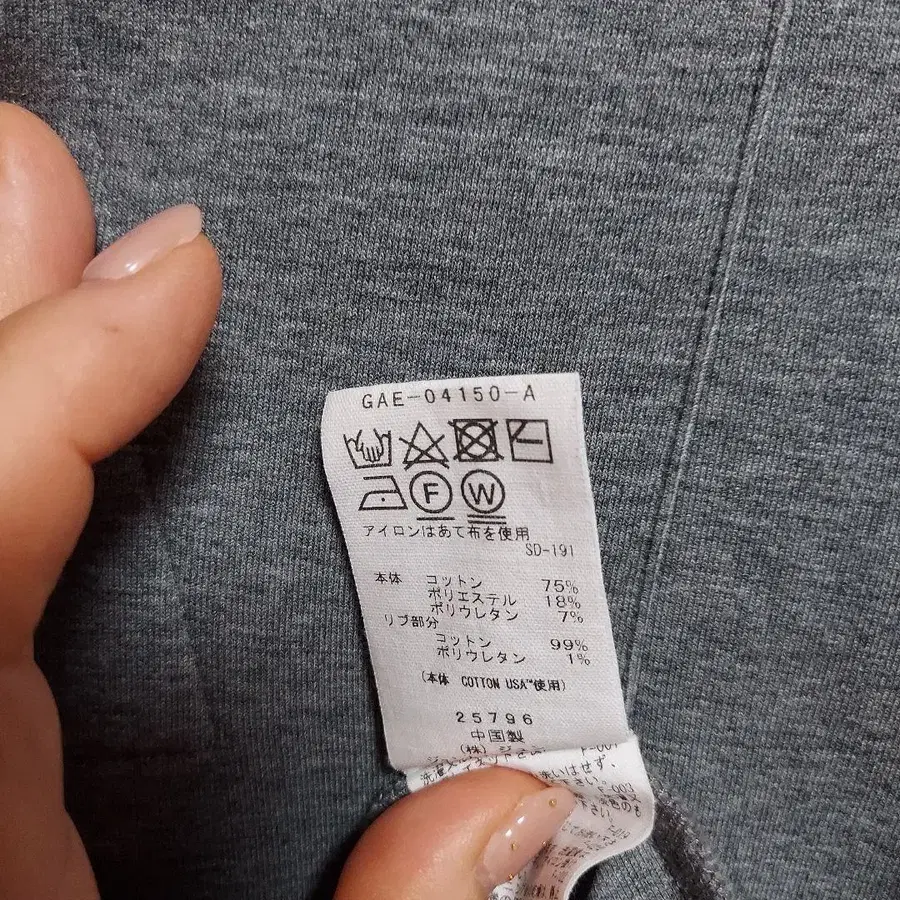 GAE-04150-A
F W
アイロンはあて布を使用
SD-191
本体 コットン 75%
ポリエステル 18%
ポリウレタン 7%
リブ部分
コットン 99%
ポリウレタン 1%
(本体 COTTON USA™使用)
25796
中国製
(株)